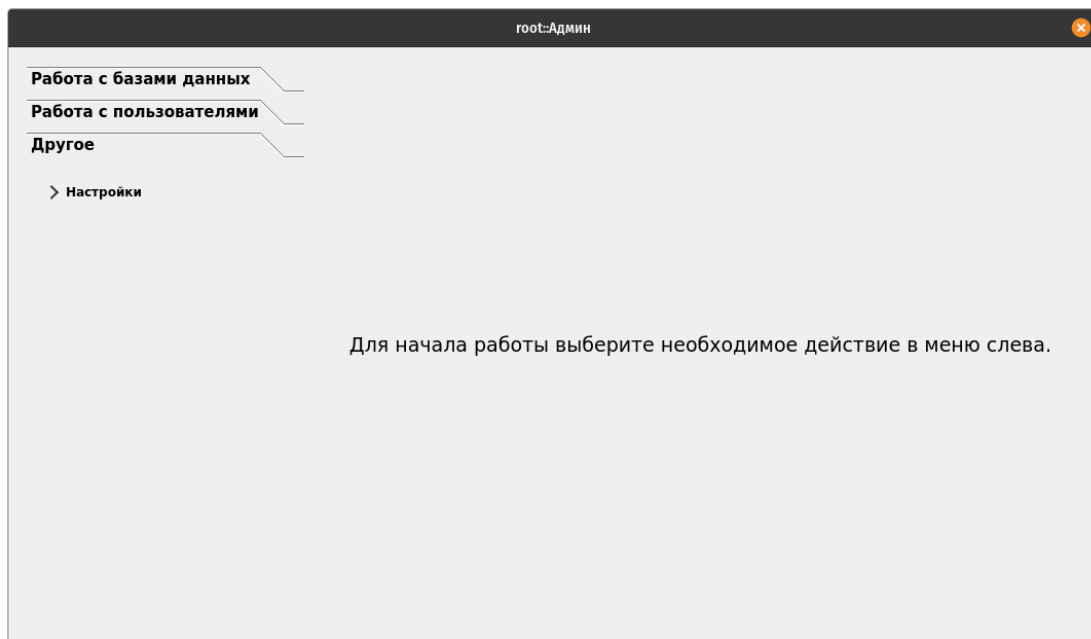 root::Админ
Работа с базами данных
Работа с пользователями
Другое
Настройки
Для начала работы выберите необходимое действие в меню слева.